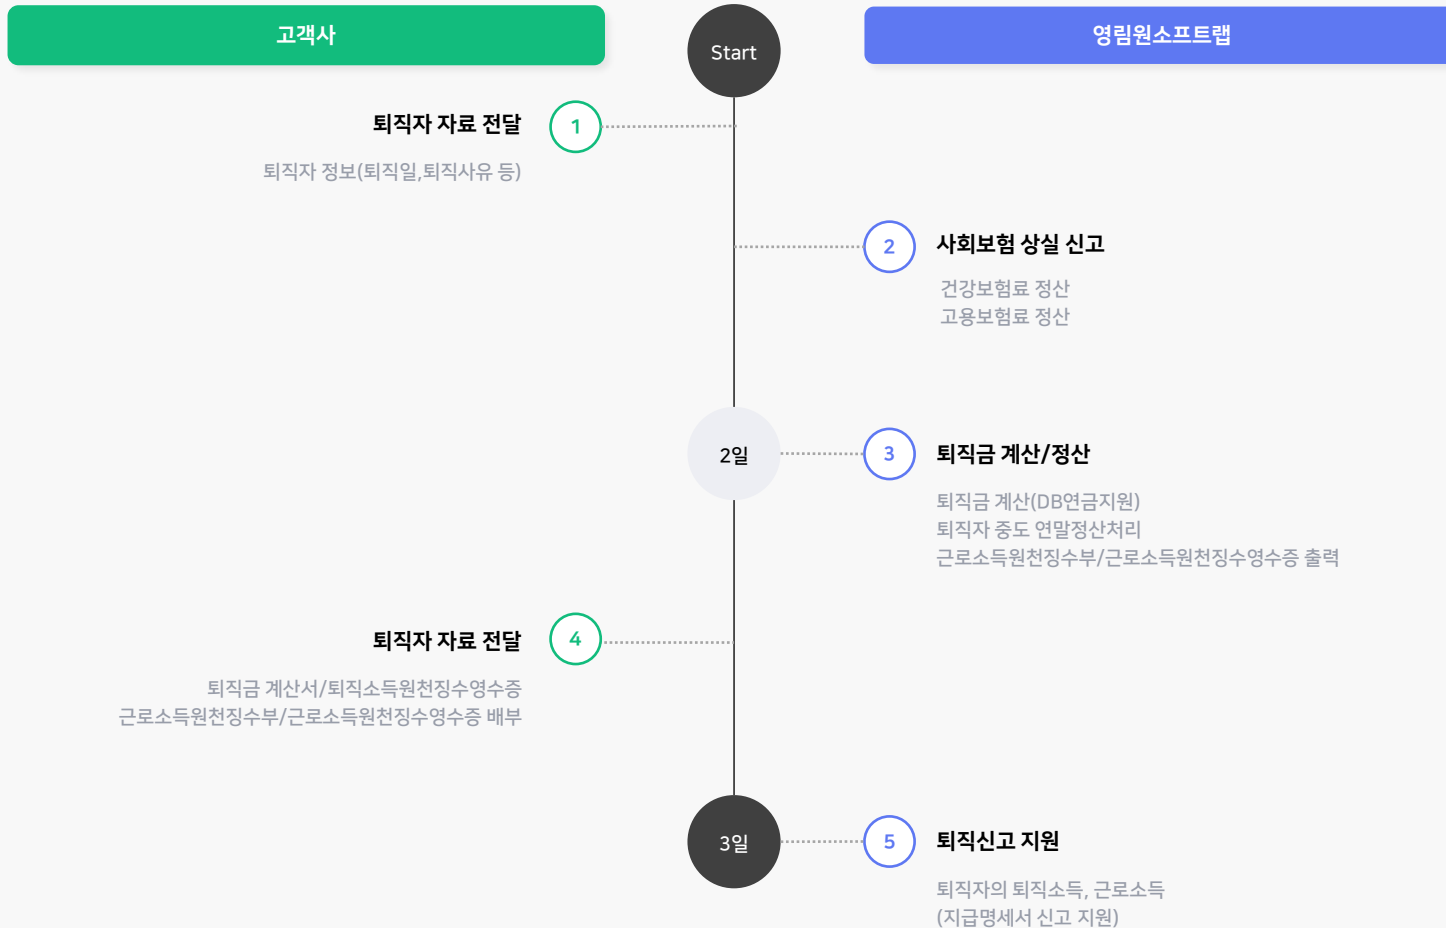 고객사
Start
영림원소프트랩
퇴직자 자료 전달
1
퇴직자 정보(퇴직일,퇴직사유 등)
2
사회보험 상실 신고
건강보험료 정산
고용보험료 정산
2일
3
퇴직금 계산/정산
퇴직금 계산(DB연금지원)
퇴직자 중도 연말정산처리
근로소득원천징수부/근로소득원천징수영수증 출력
퇴직자 자료 전달
4
퇴직금 계산서/퇴직소득원천징수영수증
근로소득원천징수부/근로소득원천징수영수증 배부
3일
5
퇴직신고 지원
퇴직자의 퇴직소득, 근로소득
(지급명세서 신고 지원)